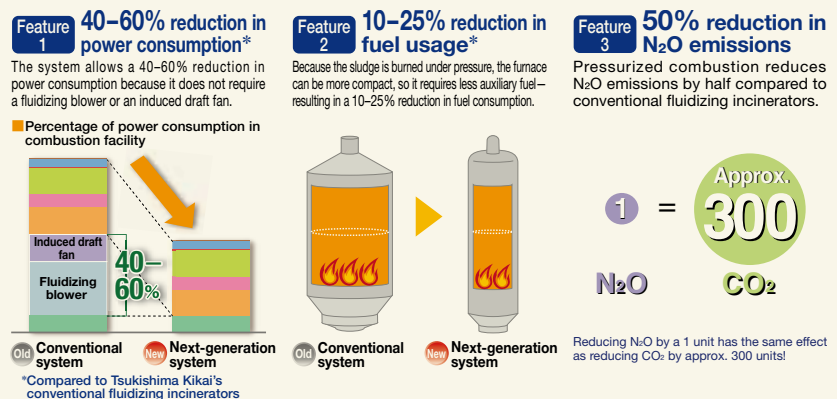 Feature
1
40–60% reduction in
power consumption*
The system allows a 40–60% reduction in
power consumption because it does not require
a fluidizing blower or an induced draft fan.
Percentage of power consumption in
combustion facility
Induced draft
fan
Fluidizing
blower
40–
60%
Old Conventional
system
New Next-generation
system
*Compared to Tsukishima Kikai's
conventional fluidizing incinerators
Feature
2
10–25% reduction in
fuel usage*
Because the sludge is burned under pressure, the furnace
can be more compact, so it requires less auxiliary fuel–
resulting in a 10–25% reduction in fuel consumption.
Old Conventional
system
New Next-generation
system
Feature
3
50% reduction in
N₂O emissions
Pressurized combustion reduces
N₂O emissions by half compared to
conventional fluidizing incinerators.
1 = Approx.
300
N₂O CO₂
Reducing N₂O by a 1 unit has the same effect
as reducing CO₂ by approx. 300 units!